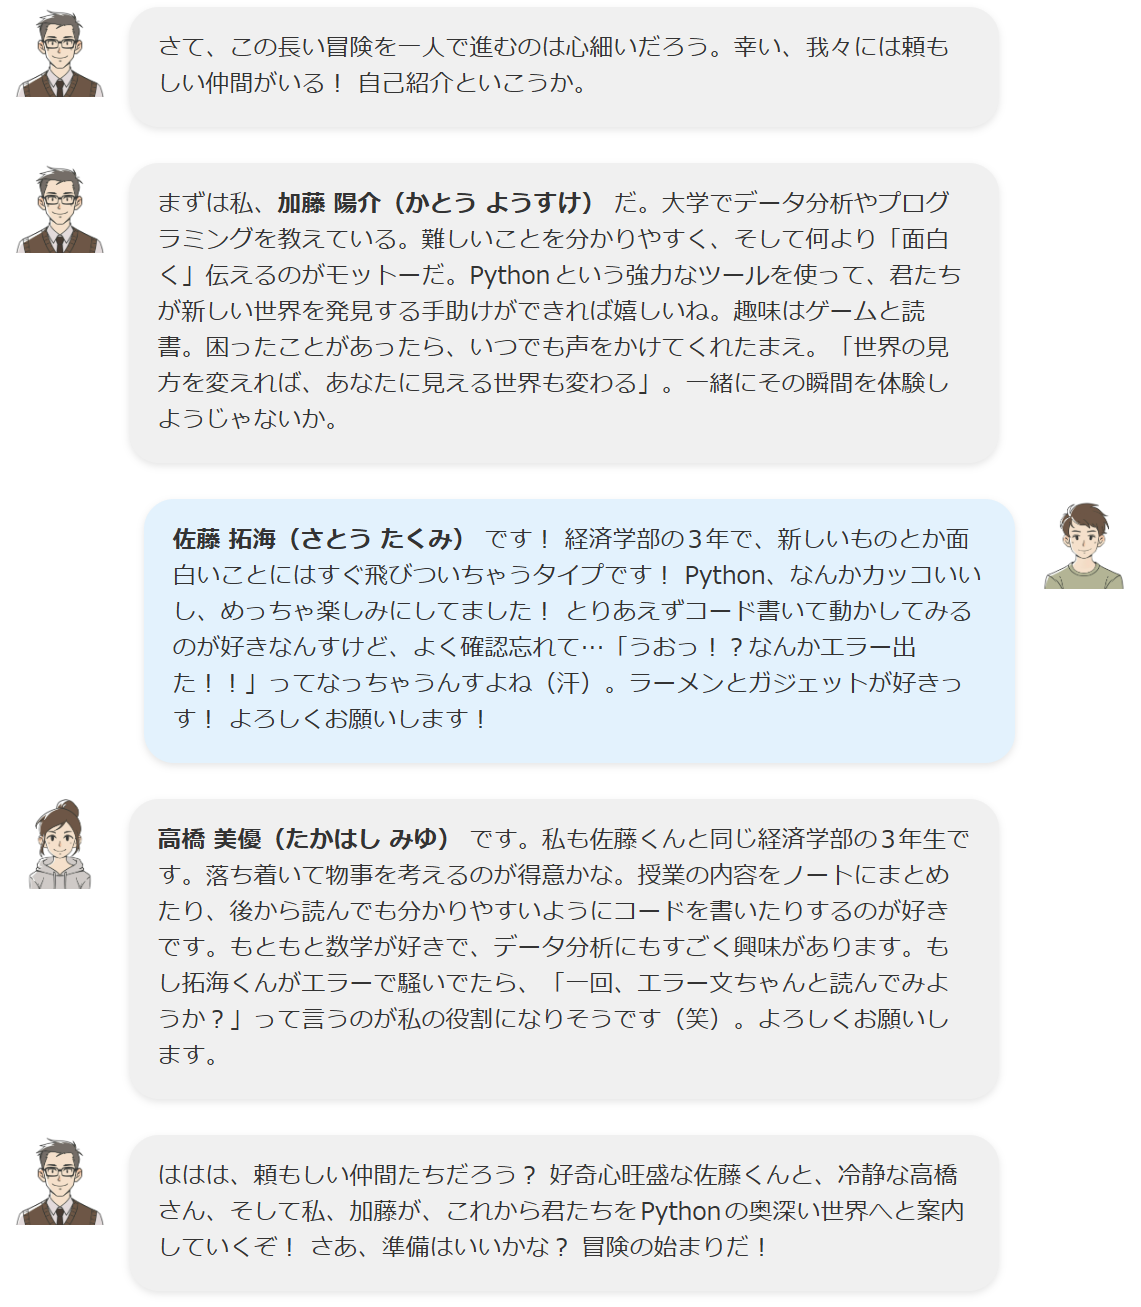 さて、この長い冒険を一人で進むのは心細いだろう。幸い、我々には頼も
しい仲間がいる！ 自己紹介といこうか。
まずは私、加藤 陽介（かとう ようすけ） だ。大学でデータ分析やプログ
ラミングを教えている。難しいことを分かりやすく、そして何より「面白
く」伝えるのがモットーだ。Pythonという強力なツールを使って、君たち
が新しい世界を発見する手助けができれば嬉しいね。趣味はゲームと読
書。困ったことがあったら、いつでも声をかけてくれたまえ。「世界の見
方を変えれば、あなたに見える世界も変わる」。一緒にその瞬間を体験し
ようじゃないか。
佐藤 拓海（さとう たくみ） です！ 経済学部の３年で、新しいものとか面
白いことにはすぐ飛びついちゃうタイプです！ Python、なんかカッコいい
し、めっちゃ楽しみにしてました！ とりあえずコード書いて動かしてみる
のが好きなんすけど、よく確認忘れて…「うおっ！？なんかエラー出
た！！」ってなっちゃうんすよね（汗）。ラーメンとガジェットが好きっ
す！ よろしくお願いします！
高橋 美優（たかはし みゆ） です。私も佐藤くんと同じ経済学部の３年生で
す。落ち着いて物事を考えるのが得意かな。授業の内容をノートにまとめ
たり、後から読んでも分かりやすいようにコードを書いたりするのが好き
です。もともと数学が好きで、データ分析にもすごく興味があります。も
し拓海くんがエラーで騒いでたら、「一回、エラー文ちゃんと読んでみよ
うか？」って言うのが私の役割になりそうです（笑）。よろしくお願いし
ます。
ははは、頼もしい仲間たちだろう？ 好奇心旺盛な佐藤くんと、冷静な高橋
さん、そして私、加藤が、これから君たちをPythonの奥深い世界へと案内
していくぞ！ さあ、準備はいいかな？ 冒険の始まりだ！